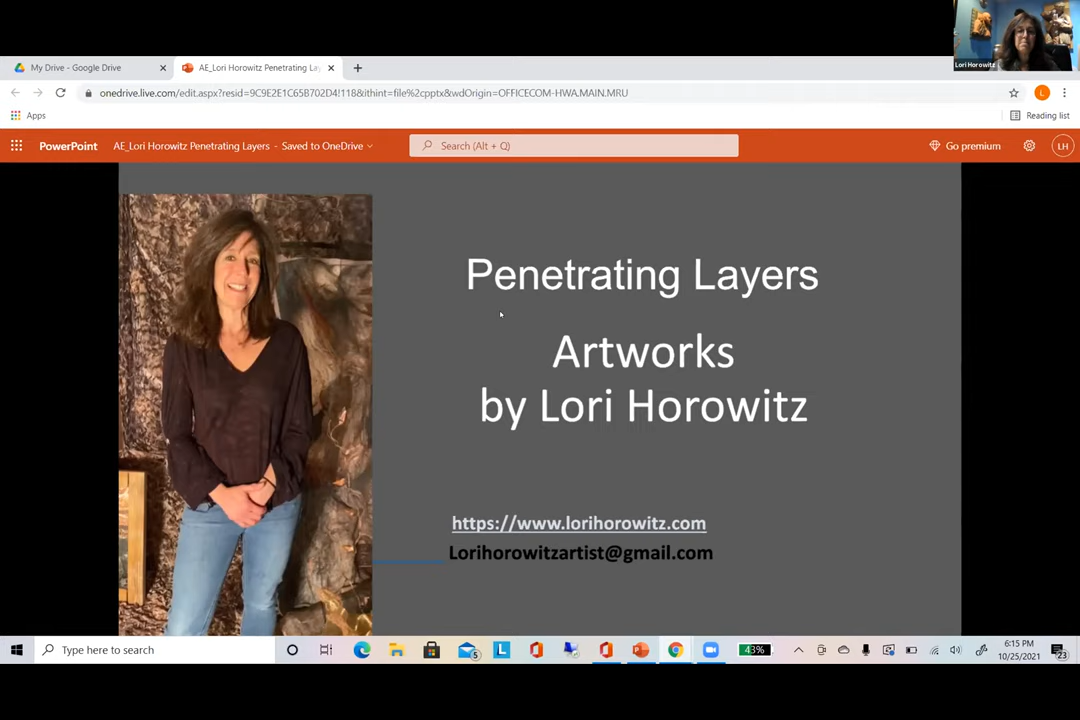 Lori Horowitz
My Drive - Google Drive
AE_Lori Horowitz Penetrating La
onedrive.live.com/edit.aspx?resid=9C9E2E1C65B702D4!118&ithint=file%2cpptx&wdOrigin=OFFICECOM-HWA.MAIN.MRU
L
Apps
Reading list
PowerPoint
AE_Lori Horowitz Penetrating Layers - Saved to OneDrive
Search (Alt + Q)
Go premium
LH
Penetrating Layers
Artworks
by Lori Horowitz
https://www.lorihorowitz.com
Lorihorowitzartist@gmail.com
Type here to search
5
L
43%
6:15 PM
10/25/2021
23